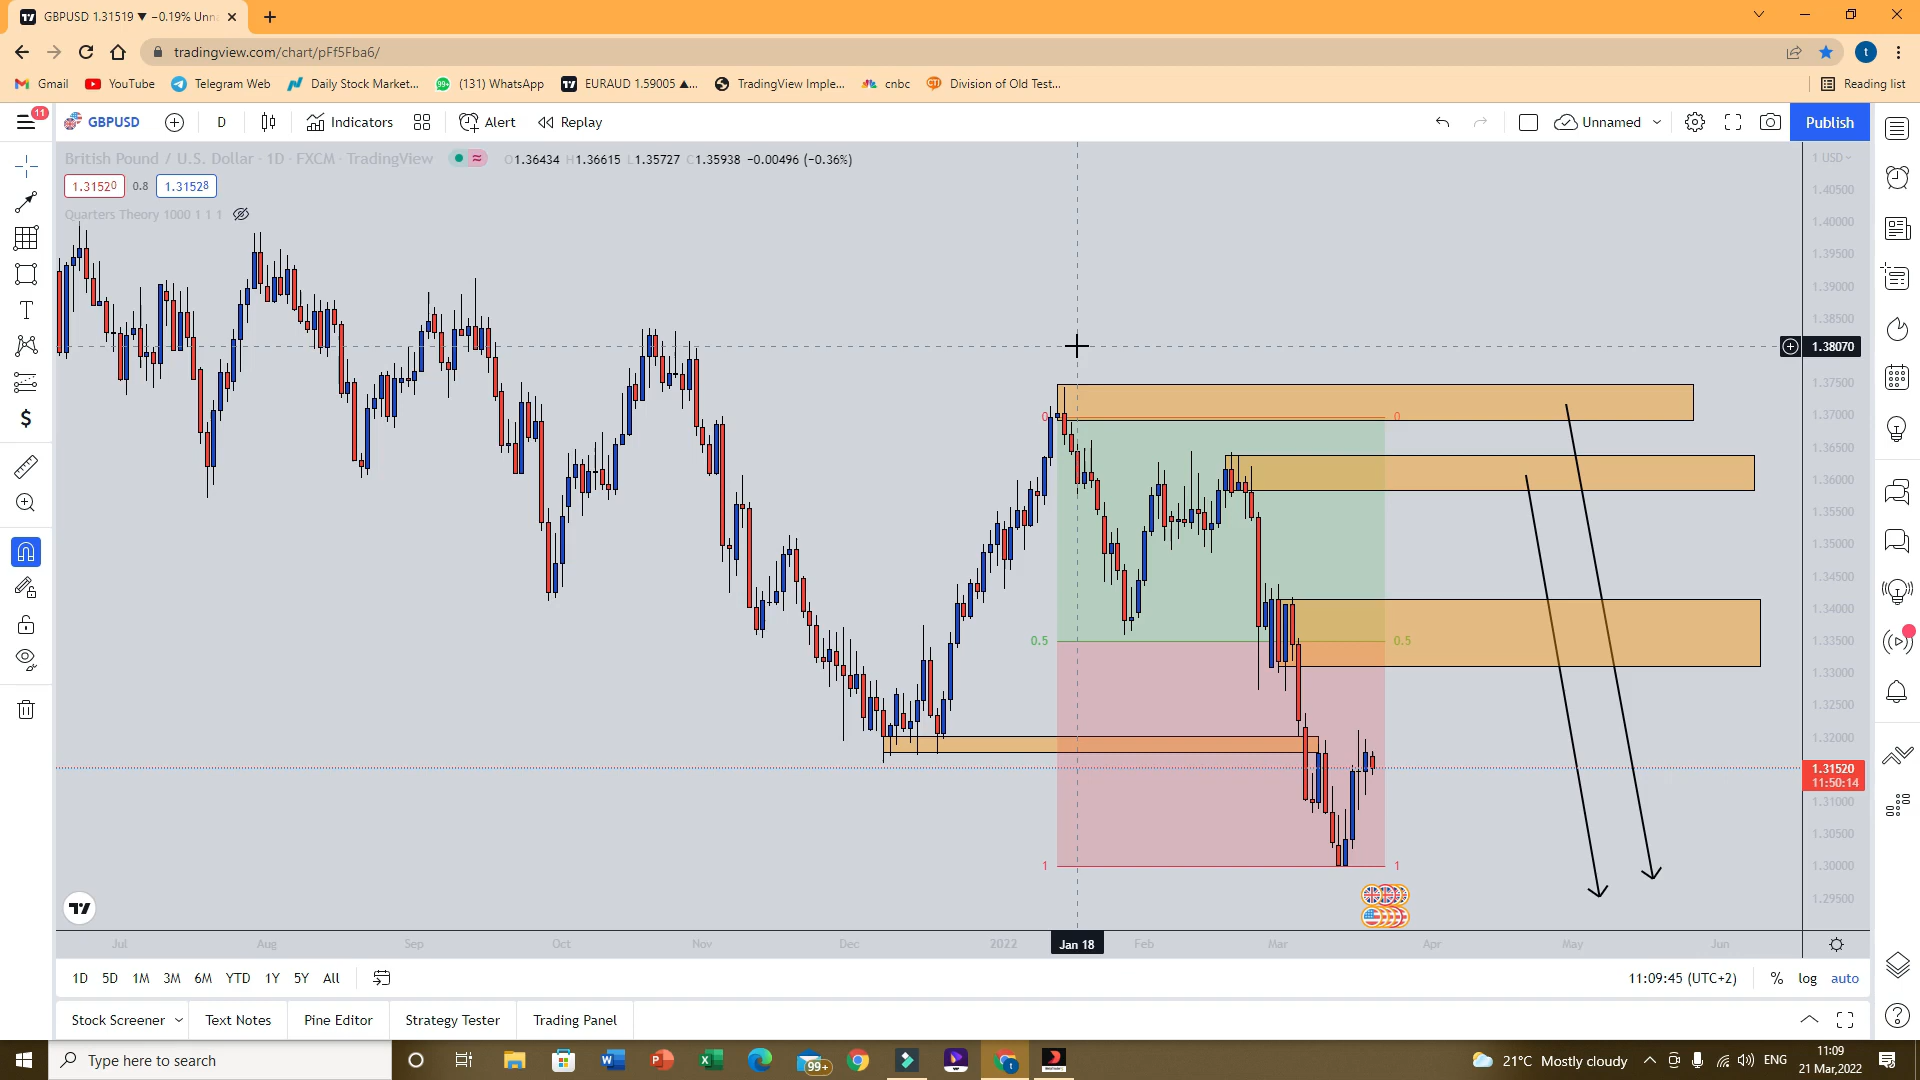 GBPUSD 1.31519 ▼ −0.19% Unn
tradingview.com/chart/pFf5Fba6/
Gmail YouTube Telegram Web Daily Stock Market... (131) WhatsApp EURAUD 1.59005 ▲... TradingView Imple... cnbc Division of Old Test... Reading list
11 GBPUSD D Indicators Alert Replay Unnamed Publish
British Pound / U.S. Dollar · 1D · FXCM · TradingView O1.36434 H1.36615 L1.35727 C1.35938 −0.00496 (−0.36%)
1.31520 0.8 1.31528
Quarters Theory 1000 1 1 1
USD
1.40500
1.40000
1.39500
1.39000
1.38500
1.38070
1.37500
1.37000
1.36500
1.36000
1.35500
1.35000
1.34500
1.34000
1.33500
1.33000
1.32500
1.32000
1.31520
11:50:14
1.31000
1.30500
1.30000
1.29500
0 0
0.5 0.5
1 1
Jul Aug Sep Oct Nov Dec 2022 Jan 18 Feb Mar Apr May Jun
1D 5D 1M 3M 6M YTD 1Y 5Y All 11:09:45 (UTC+2) % log auto
Stock Screener Text Notes Pine Editor Strategy Tester Trading Panel
Type here to search 99+ 21°C Mostly cloudy ENG 11:09
21 Mar,2022